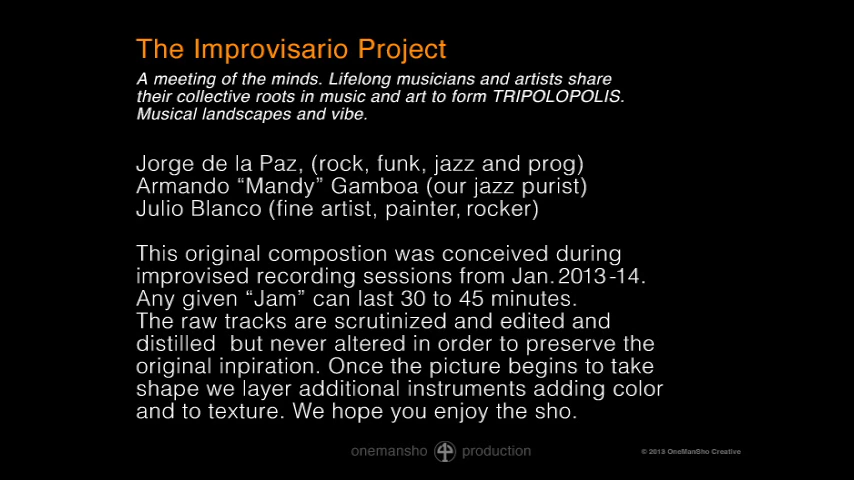 The Improvisario Project
A meeting of the minds. Lifelong musicians and artists share
their collective roots in music and art to form TRIPOLOPOLIS.
Musical landscapes and vibe.
Jorge de la Paz, (rock, funk, jazz and prog)
Armando “Mandy” Gamboa (our jazz purist)
Julio Blanco (fine artist, painter, rocker)
This original compostion was conceived during
improvised recording sessions from Jan. 2013-14.
Any given “Jam” can last 30 to 45 minutes.
The raw tracks are scrutinized and edited and
distilled  but never altered in order to preserve the
original inpiration. Once the picture begins to take
shape we layer additional instruments adding color
and to texture. We hope you enjoy the sho.
onemansho production
© 2013 OneManSho Creative